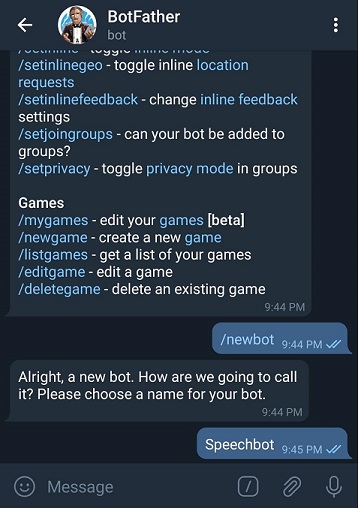 BotFather
bot
/setinline - toggle inline mode
/setinlinegeo - toggle inline location
requests
/setinlinefeedback - change inline feedback
settings
/setjoingroups - can your bot be added to
groups?
/setprivacy - toggle privacy mode in groups
Games
/mygames - edit your games [beta]
/newgame - create a new game
/listgames - get a list of your games
/editgame - edit a game
/deletegame - delete an existing game
9:44 PM
/newbot 9:44 PM
Alright, a new bot. How are we going to call
it? Please choose a name for your bot.
9:44 PM
Speechbot 9:45 PM
Message